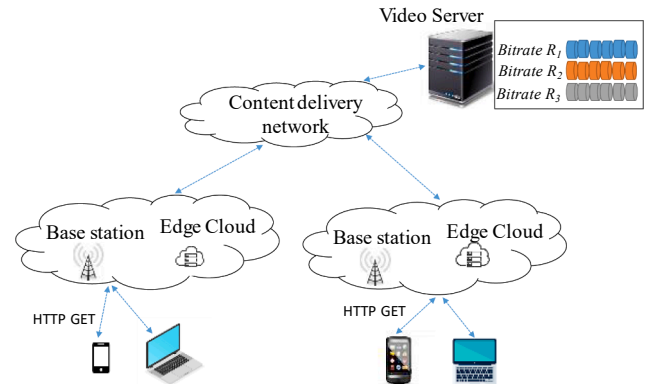 Video Server
Bitrate R1
Bitrate R2
Bitrate R3
Content delivery
network
Base station
Edge Cloud
Base station
Edge Cloud
HTTP GET
HTTP GET